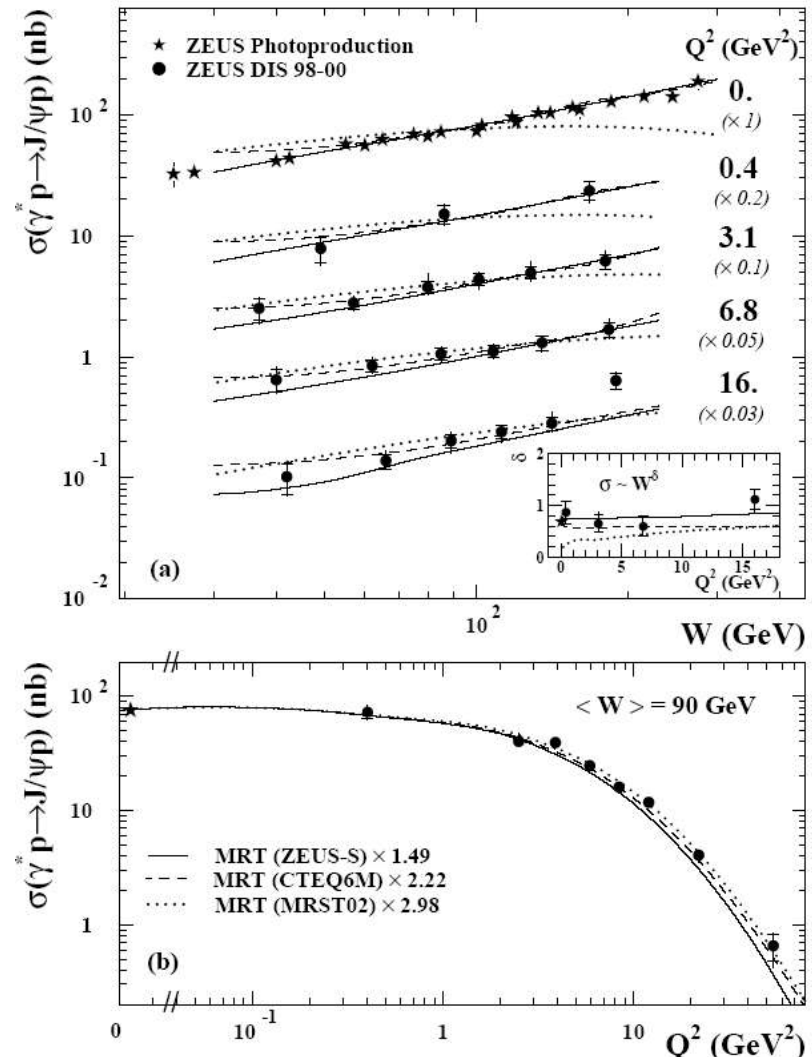 σ(γ* p→J/ψp) (nb)
★ ZEUS Photoproduction
● ZEUS DIS 98-00
Q² (GeV²)
0.
(× 1)
0.4
(× 0.2)
3.1
(× 0.1)
6.8
(× 0.05)
16.
(× 0.03)
10²
10
1
10⁻¹
10⁻²
(a)
δ
2
1
0
σ ~ W^δ
0 5 10 15
Q² (GeV²)
10²
W (GeV)
σ(γ* p→J/ψp) (nb)
10²
10
1
< W > = 90 GeV
MRT (ZEUS-S) × 1.49
MRT (CTEQ6M) × 2.22
MRT (MRST02) × 2.98
(b)
0 10⁻¹ 1 10 10²
Q² (GeV²)